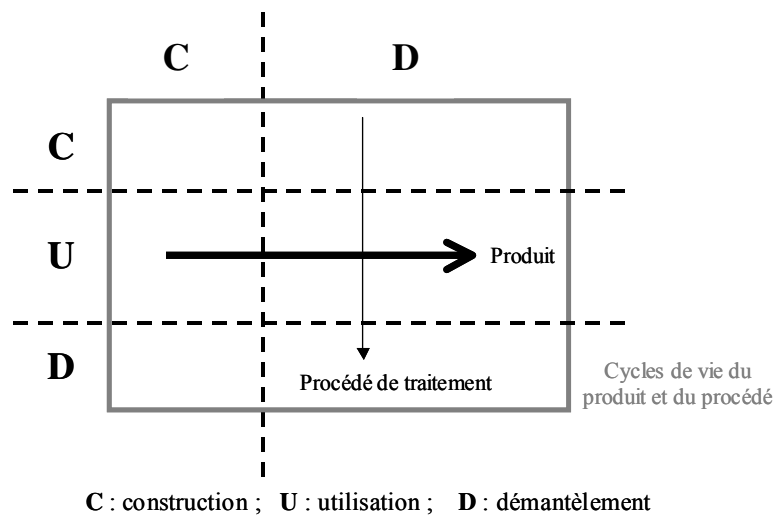 C D
C
U Produit
D
Procédé de traitement
Cycles de vie du
produit et du procédé
C : construction ; U : utilisation ; D : démantèlement